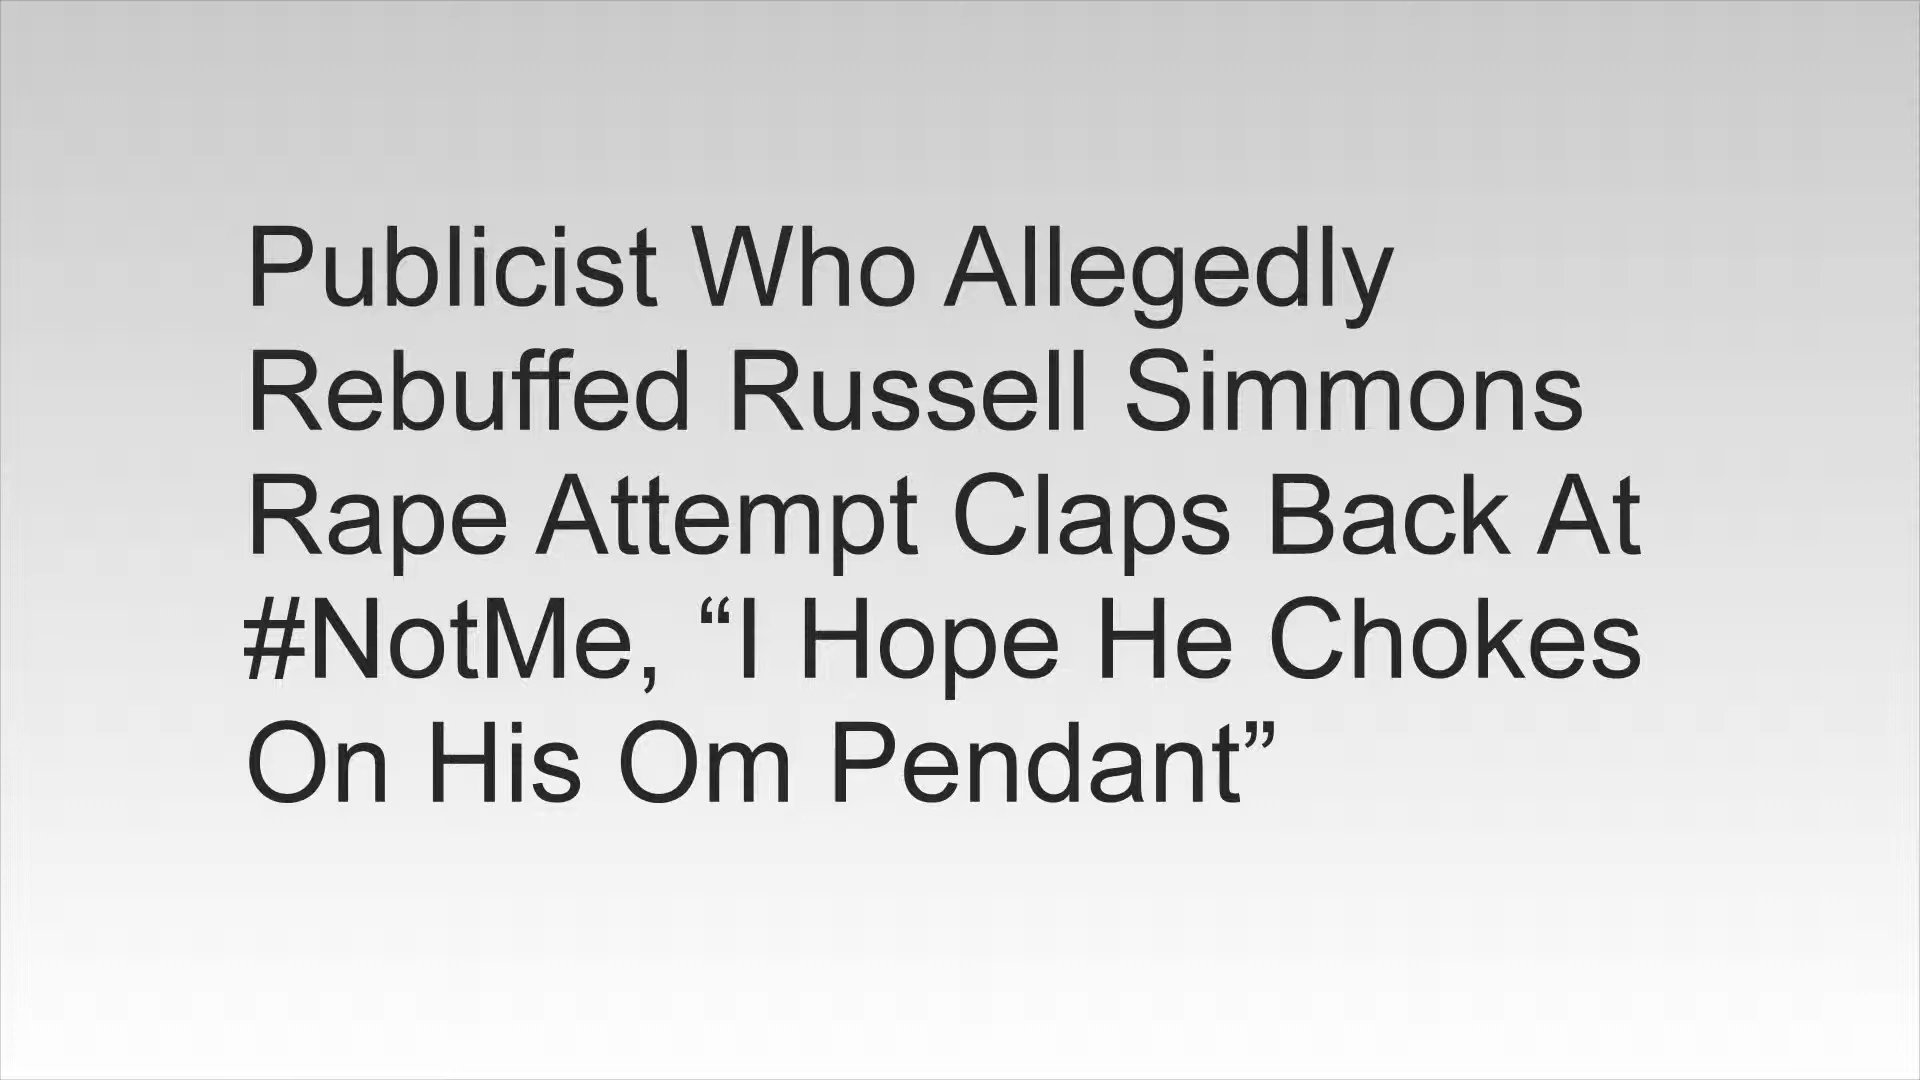 Publicist Who Allegedly
Rebuffed Russell Simmons
Rape Attempt Claps Back At
#NotMe, “I Hope He Chokes
On His Om Pendant”